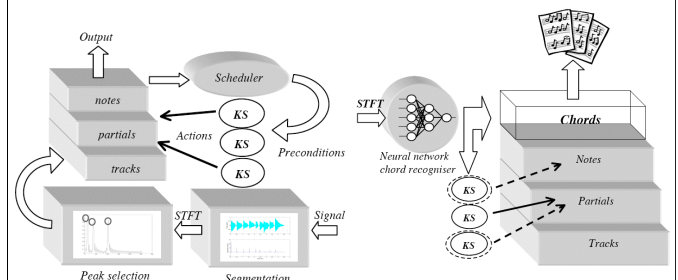 Output
Scheduler
notes
KS
partials
Actions
KS
Preconditions
tracks
KS
STFT
Signal
Peak selection
Segmentation
STFT
Neural network
chord recogniser
Chords
Notes
KS
Partials
KS
Tracks
KS